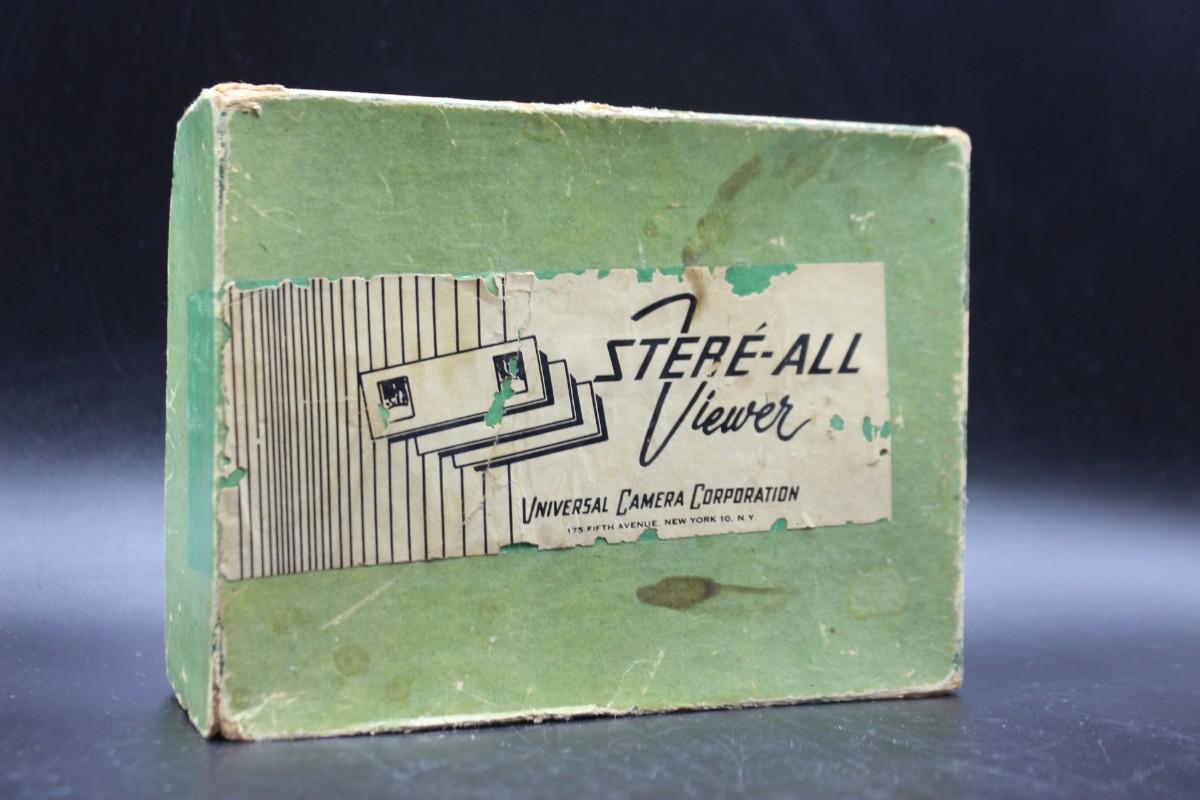 STERÉ-ALL
Viewer
UNIVERSAL CAMERA CORPORATION
175 FIFTH AVENUE, NEW YORK 10, N.Y.